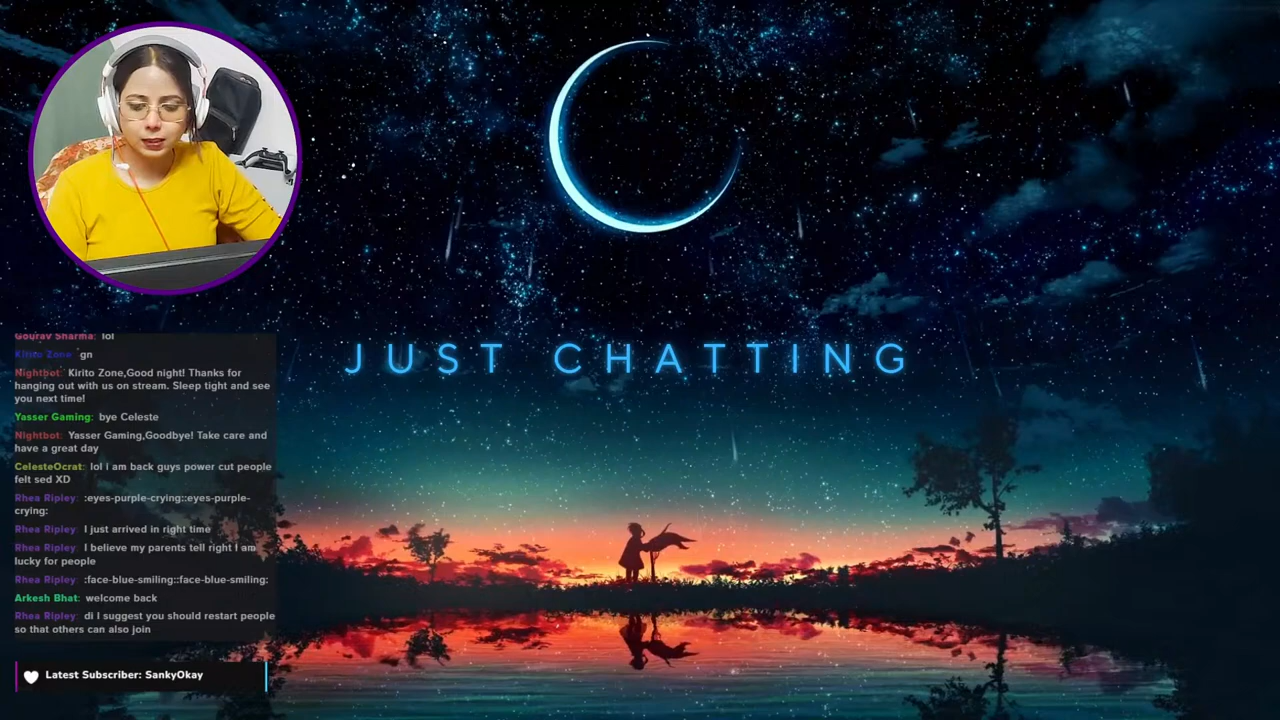 JUST CHATTING
Gourav Sharma: lol
Kirito Zone gn
Nightbot: Kirito Zone,Good night! Thanks for
hanging out with us on stream. Sleep tight and see
you next time!
Yasser Gaming: bye Celeste
Nightbot: Yasser Gaming,Goodbye! Take care and
have a great day
CelesteOcrat: lol i am back guys power cut people
felt sed XD
Rhea Ripley: :eyes-purple-crying::eyes-purple-
crying:
Rhea Ripley: I just arrived in right time
Rhea Ripley: I believe my parents tell right I am
lucky for people
Rhea Ripley: :face-blue-smiling::face-blue-smiling:
Arkesh Bhat: welcome back
Rhea Ripley: di I suggest you should restart people
so that others can also join
Latest Subscriber: SankyOkay